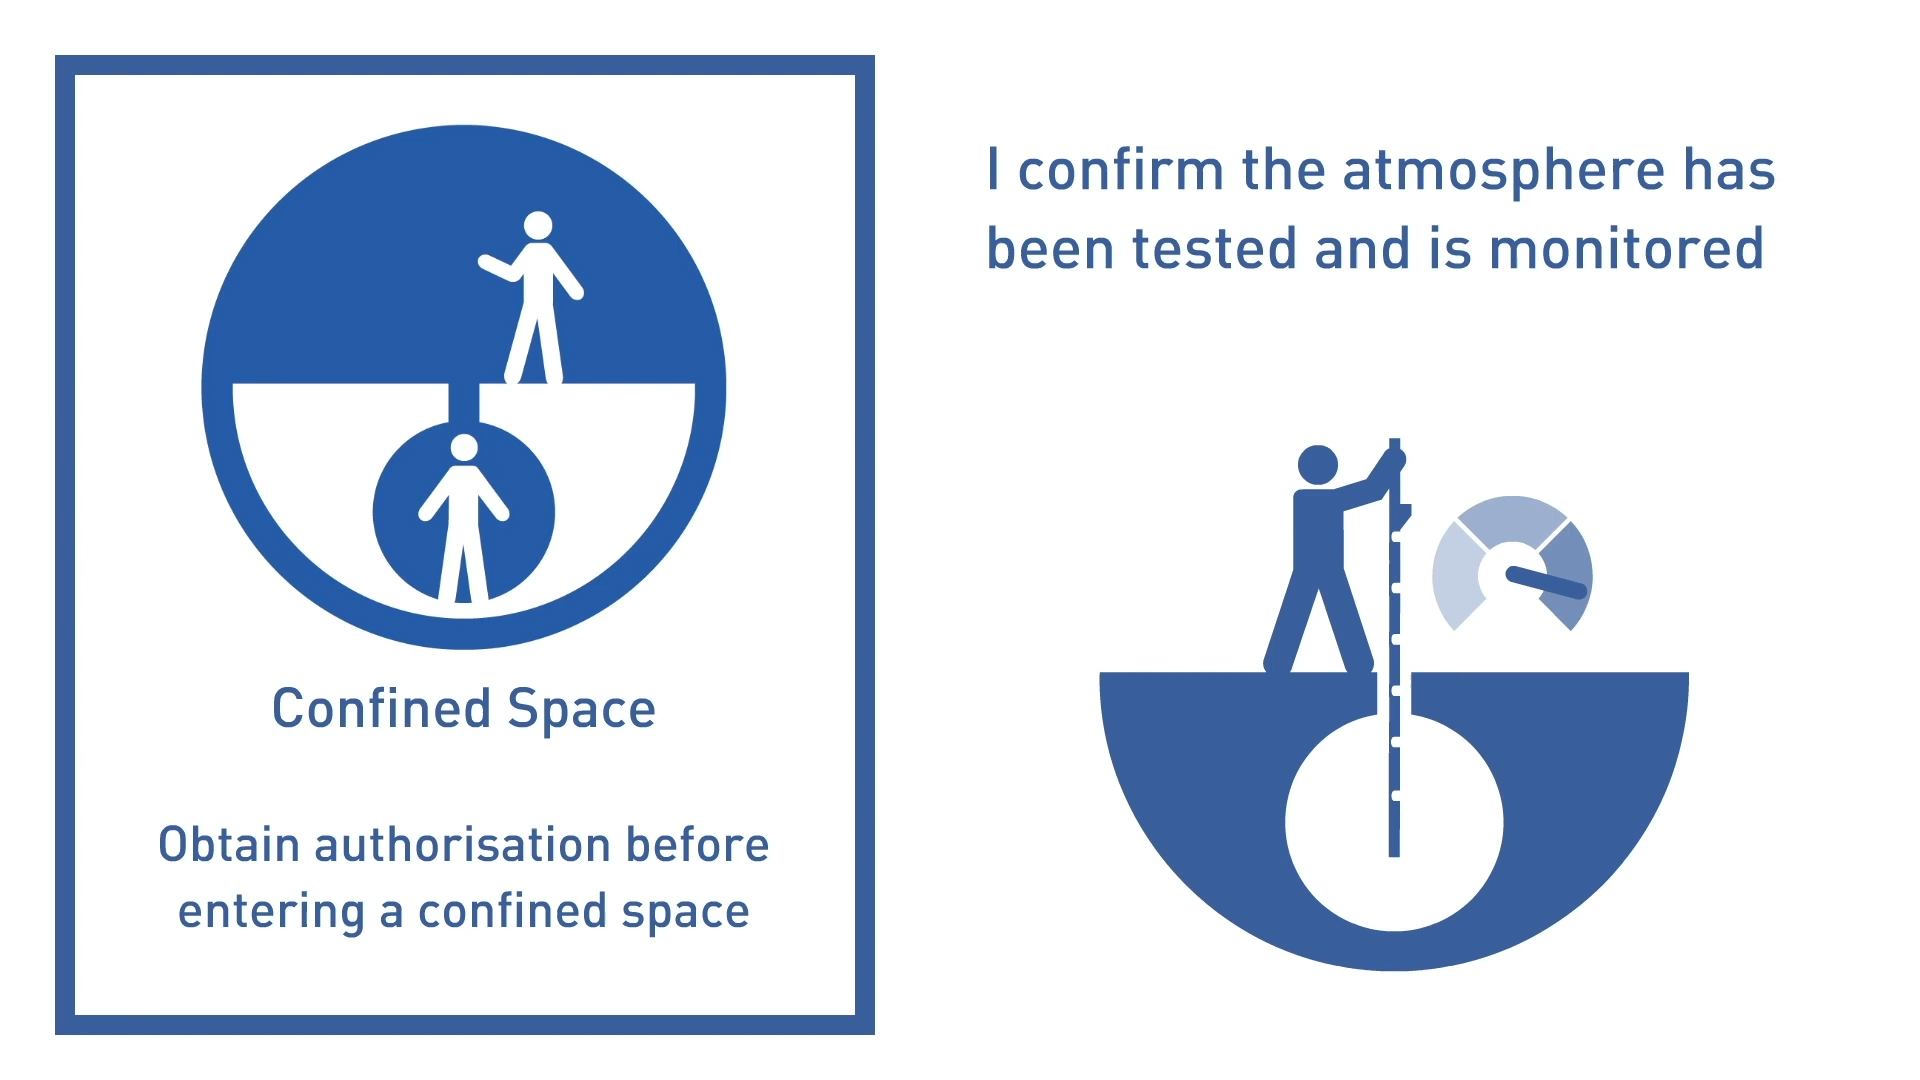 Confined Space
Obtain authorisation before
entering a confined space
I confirm the atmosphere has
been tested and is monitored